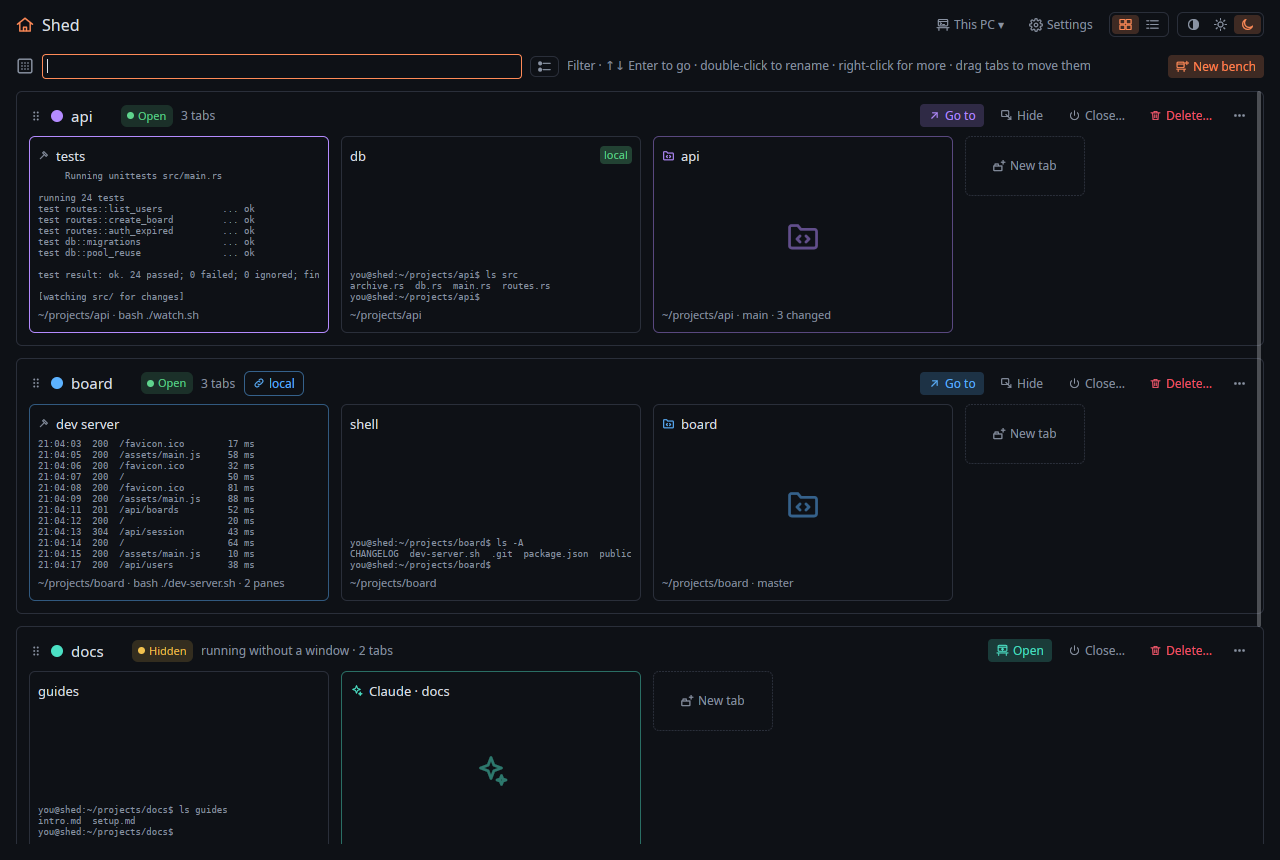 Shed
This PC ▾
Settings
Filter · ↑↓ Enter to go · double-click to rename · right-click for more · drag tabs to move them
New bench
api
Open
3 tabs
Go to
Hide
Close...
Delete...
tests
Running unittests src/main.rs
running 24 tests
test routes::list_users ... ok
test routes::create_board ... ok
test routes::auth_expired ... ok
test db::migrations ... ok
test db::pool_reuse ... ok
test result: ok. 24 passed; 0 failed; 0 ignored; fin
[watching src/ for changes]
~/projects/api · bash ./watch.sh
db
local
you@shed:~/projects/api$ ls src
archive.rs db.rs main.rs routes.rs
you@shed:~/projects/api$
~/projects/api
api
~/projects/api · main · 3 changed
New tab
board
Open
3 tabs
local
Go to
Hide
Close...
Delete...
dev server
21:04:03 200 /favicon.ico 17 ms
21:04:05 200 /assets/main.js 58 ms
21:04:06 200 /favicon.ico 32 ms
21:04:07 200 / 50 ms
21:04:08 200 /favicon.ico 81 ms
21:04:09 200 /assets/main.js 88 ms
21:04:11 201 /api/boards 52 ms
21:04:12 200 / 20 ms
21:04:13 304 /api/session 43 ms
21:04:14 200 / 64 ms
21:04:15 200 /assets/main.js 10 ms
21:04:17 200 /api/users 38 ms
~/projects/board · bash ./dev-server.sh · 2 panes
shell
you@shed:~/projects/board$ ls -A
CHANGELOG dev-server.sh .git package.json public
you@shed:~/projects/board$
~/projects/board
board
~/projects/board · master
New tab
docs
Hidden
running without a window · 2 tabs
Open
Close...
Delete...
guides
you@shed:~/projects/docs$ ls guides
intro.md setup.md
you@shed:~/projects/docs$
Claude · docs
New tab